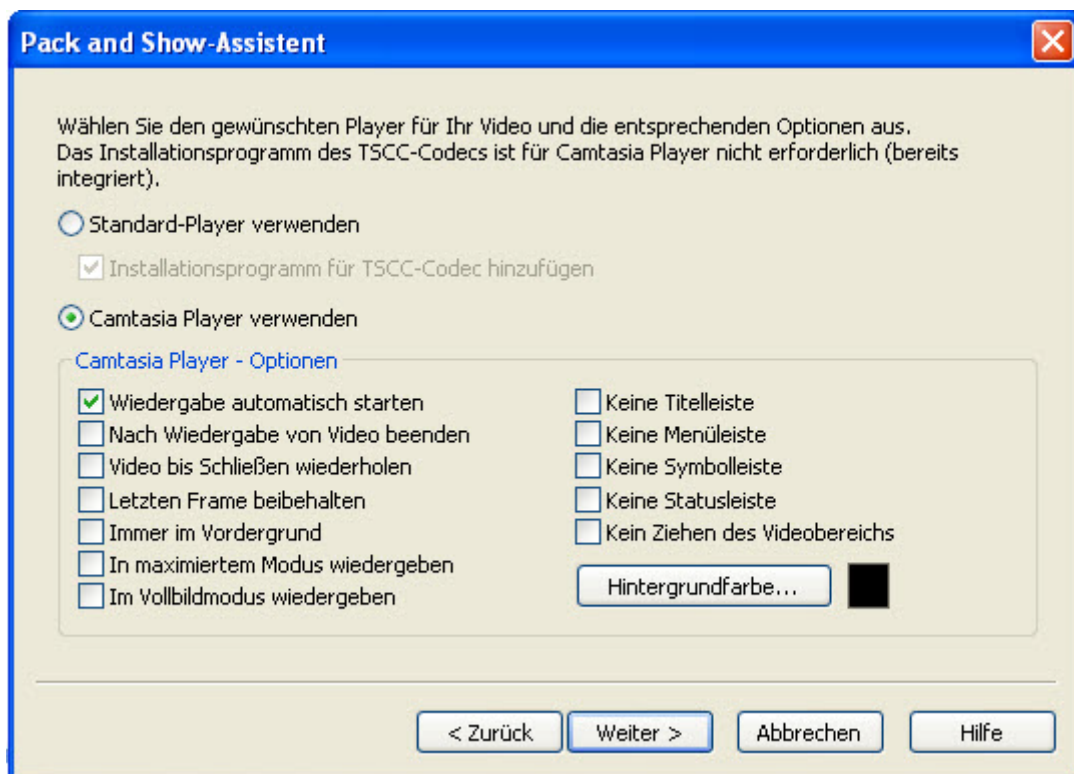 Pack and Show-Assistent
Wählen Sie den gewünschten Player für Ihr Video und die entsprechenden Optionen aus.
Das Installationsprogramm des TSCC-Codecs ist für Camtasia Player nicht erforderlich (bereits
integriert).
Standard-Player verwenden
Installationsprogramm für TSCC-Codec hinzufügen
Camtasia Player verwenden
Camtasia Player - Optionen
Wiedergabe automatisch starten
Nach Wiedergabe von Video beenden
Video bis Schließen wiederholen
Letzten Frame beibehalten
Immer im Vordergrund
In maximiertem Modus wiedergeben
Im Vollbildmodus wiedergeben
Keine Titelleiste
Keine Menüleiste
Keine Symbolleiste
Keine Statusleiste
Kein Ziehen des Videobereichs
Hintergrundfarbe...
< Zurück
Weiter >
Abbrechen
Hilfe